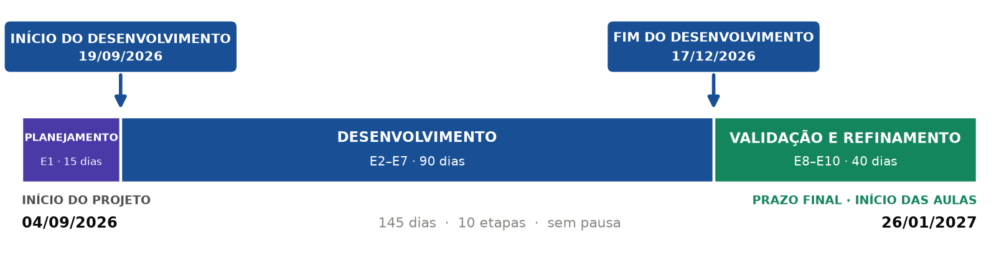 INÍCIO DO DESENVOLVIMENTO
19/09/2026
FIM DO DESENVOLVIMENTO
17/12/2026
PLANEJAMENTO
E1 · 15 dias
DESENVOLVIMENTO
E2–E7 · 90 dias
VALIDAÇÃO E REFINAMENTO
E8–E10 · 40 dias
INÍCIO DO PROJETO
04/09/2026
145 dias · 10 etapas · sem pausa
PRAZO FINAL · INÍCIO DAS AULAS
26/01/2027